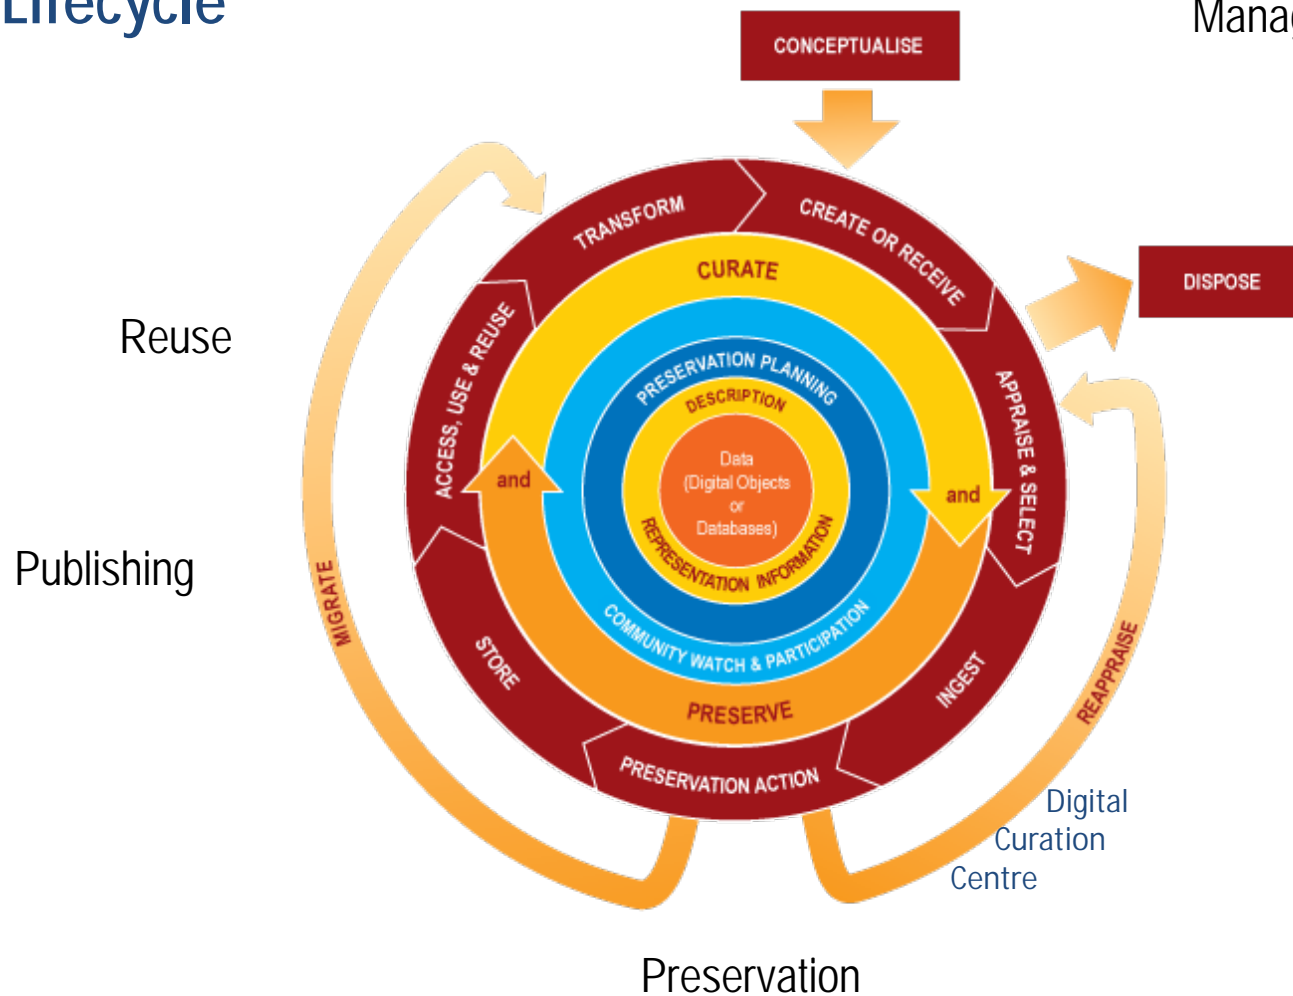 Lifecycle
CONCEPTUALISE
TRANSFORM
CREATE OR RECEIVE
CURATE
DISPOSE
Reuse
ACCESS, USE & REUSE
PRESERVATION PLANNING
DESCRIPTION
APPRAISE & SELECT
Data
(Digital Objects
or
Databases)
and
and
REPRESENTATION INFORMATION
Publishing
MIGRATE
COMMUNITY WATCH & PARTICIPATION
STORE
INGEST
REAPPRAISE
PRESERVE
PRESERVATION ACTION
Digital
Curation
Centre
Preservation